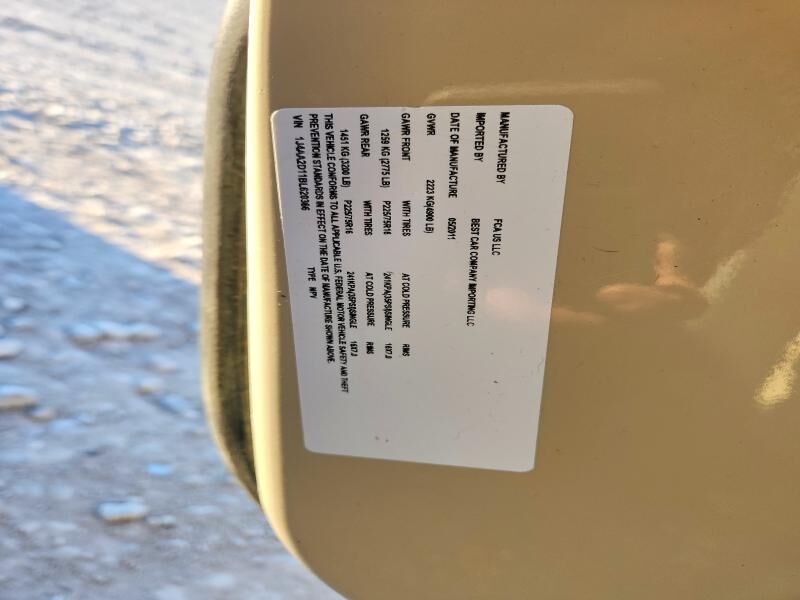 MANUFACTURED BY FCA US LLC
IMPORTED BY BEST CAR COMPANY IMPORTING LLC
DATE OF MANUFACTURE 05/2011
GVWR 2223 KG(4900 LB)
GAWR FRONT WITH TIRES AT COLD PRESSURE RIMS
1259 KG (2775 LB) P225/75R16 241KPA(35PSI)SINGLE 16X7J
GAWR REAR WITH TIRES AT COLD PRESSURE RIMS
1451 KG (3200 LB) P225/75R16 241KPA(35PSI)SINGLE 16X7J
THIS VEHICLE CONFORMS TO ALL APPLICABLE U.S. FEDERAL MOTOR VEHICLE SAFETY AND THEFT
PREVENTION STANDARDS IN EFFECT ON THE DATE OF MANUFACTURE SHOWN ABOVE.
VIN 1J4AA2D11BL620366 TYPE MPV